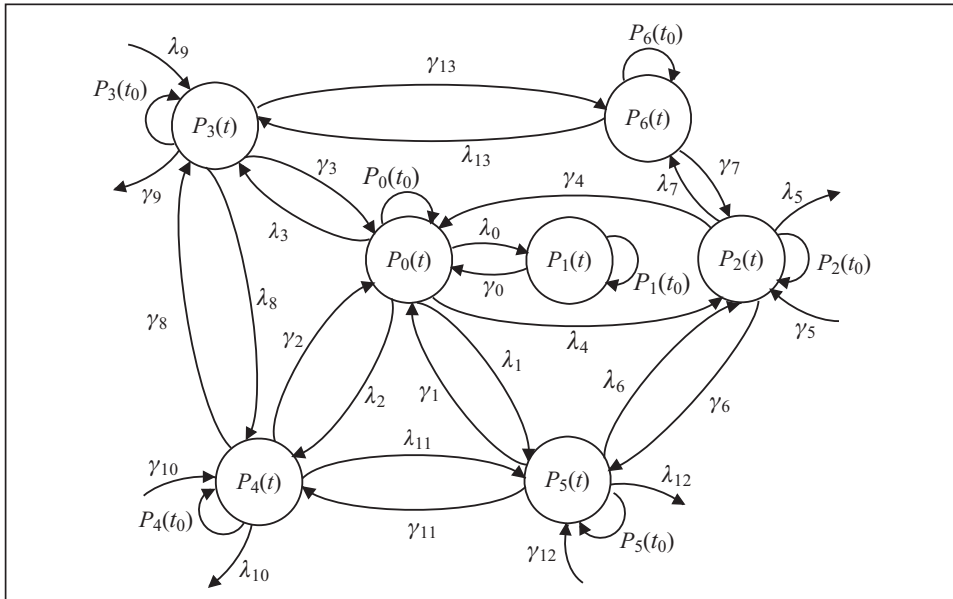 λ₉
P₆(t₀)
γ₁₃
P₃(t₀)
P₃(t)
P₆(t)
λ₁₃
γ₃
P₀(t₀)
γ₇
γ₉
γ₄
λ₇
λ₅
λ₃
λ₀
P₀(t)
P₁(t)
P₂(t)
P₂(t₀)
γ₀
P₁(t₀)
γ₈
λ₈
γ₂
γ₅
λ₄
λ₁
λ₆
λ₂
γ₁
γ₆
λ₁₁
γ₁₀
P₄(t)
P₅(t)
λ₁₂
P₄(t₀)
γ₁₁
P₅(t₀)
γ₁₂
λ₁₀